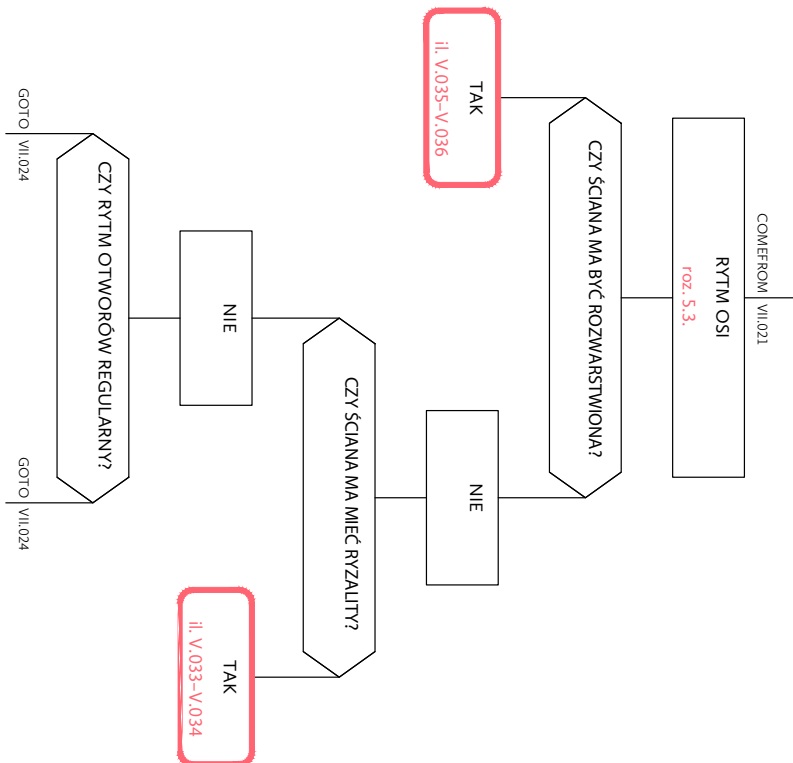 COMEFROM VII.021
RYTM OSI
roz. 5.3.
CZY ŚCIANA MA BYĆ ROZWARSTWIONA?
TAK
il. V.035–V.036
NIE
CZY ŚCIANA MA MIEĆ RYZALITY?
NIE
TAK
il. V.033–V.034
CZY RYTM OTWORÓW REGULARNY?
GOTO VII.024
GOTO VII.024